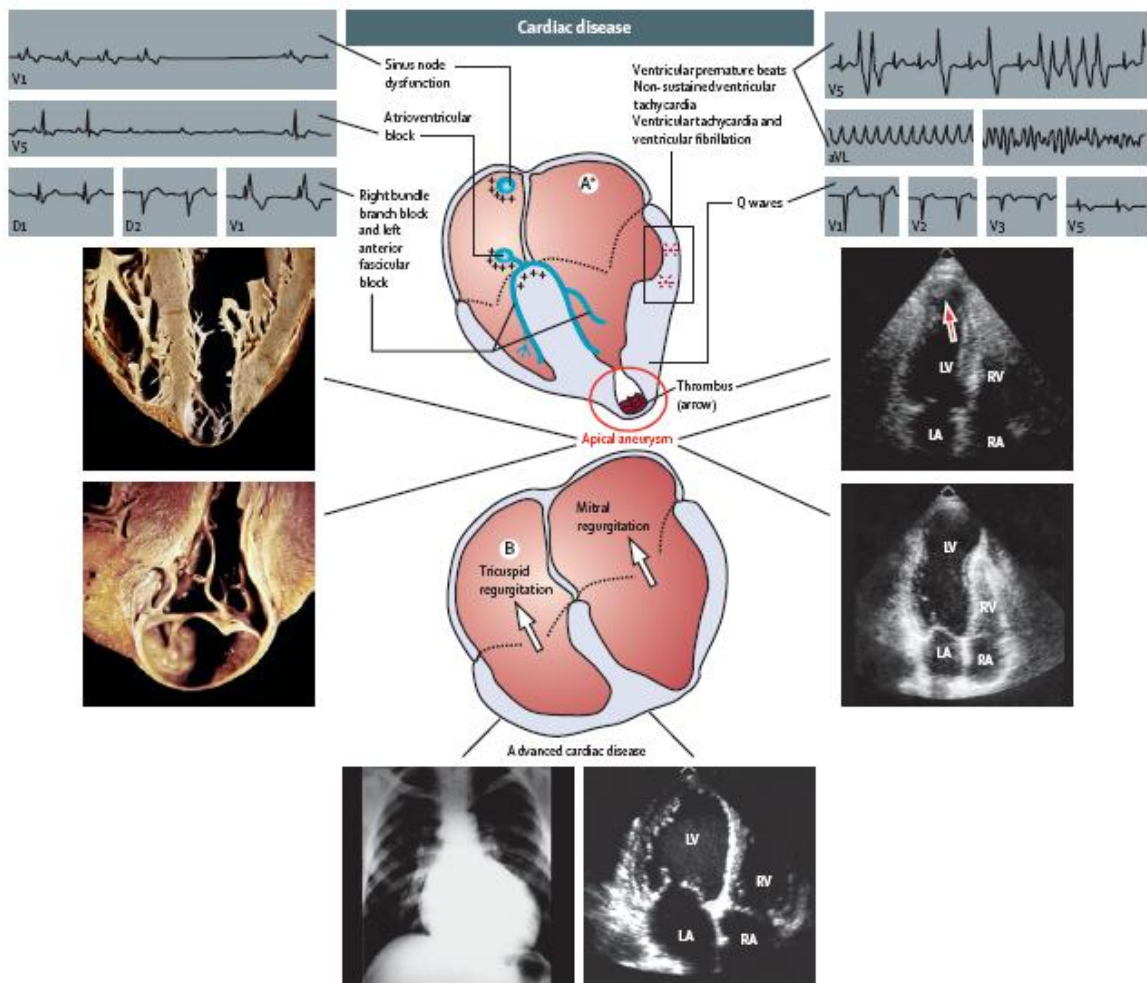 Cardiac disease
V1
V5
D1
D2
V1
Sinus node
dysfunction
Atrioventricular
block
Right bundle
branch block
and left
anterior
fascicular
block
Ventricular premature beats
Non-sustained ventricular
tachycardia
Ventricular tachycardia and
ventricular fibrillation
Q waves
V5
aVL
V1
V2
V3
V5
A*
Thrombus
(arrow)
Apical aneurysm
LV
RV
LA
RA
B
Tricuspid
regurgitation
Mitral
regurgitation
LV
RV
LA
RA
Advanced cardiac disease
LV
RV
LA
RA